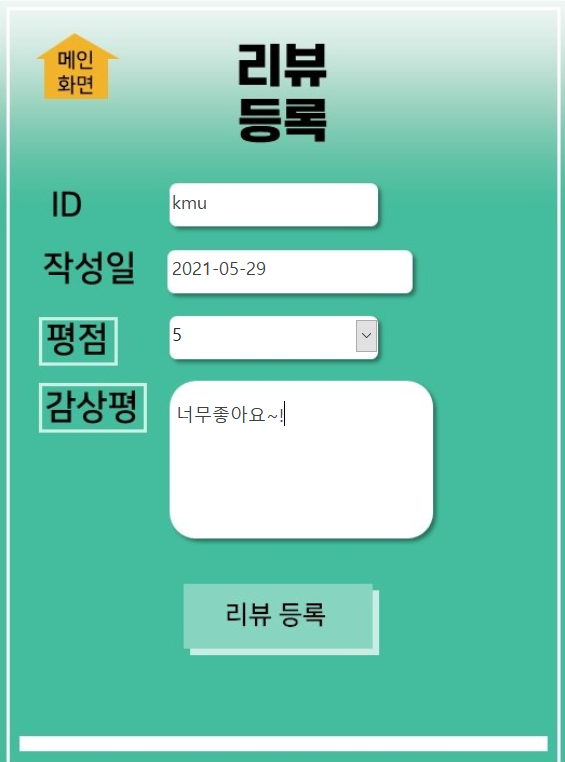 메인
화면
리뷰
등록
ID
kmu
작성일
2021-05-29
평점
5
감상평
너무좋아요~!
리뷰 등록